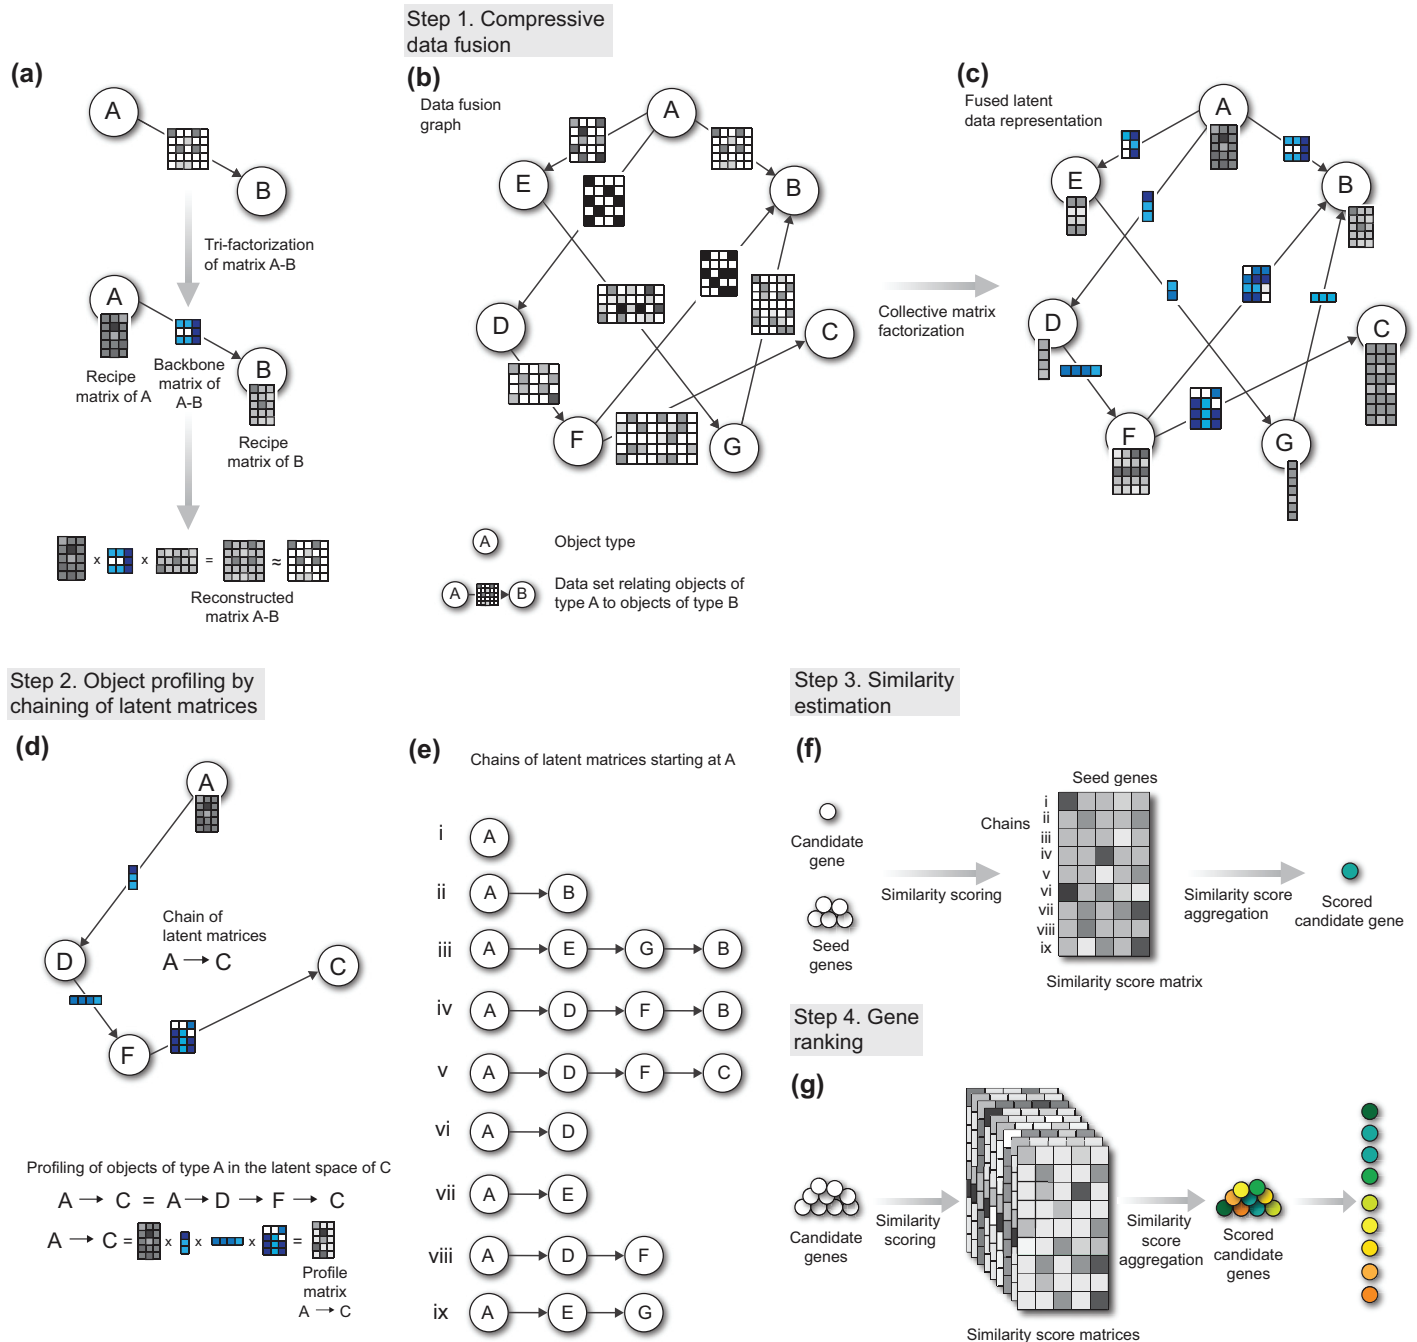 Step 1. Compressive
data fusion
(a)
A
B
Tri-factorization
of matrix A-B
A
B
Recipe
matrix of A
Backbone
matrix of
A-B
Recipe
matrix of B
x
x
=
≈
Reconstructed
matrix A-B
(b)
Data fusion
graph
A
E
B
D
C
F
G
A
Object type
A
B
Data set relating objects of
type A to objects of type B
Collective matrix
factorization
(c)
Fused latent
data representation
A
E
B
D
C
F
G
Step 2. Object profiling by
chaining of latent matrices
(d)
A
Chain of
latent matrices
A → C
D
C
F
Profiling of objects of type A in the latent space of C
A → C = A → D → F → C
A → C = x x x =
Profile
matrix
A → C
(e)
Chains of latent matrices starting at A
i A
ii A B
iii A E G B
iv A D F B
v A D F C
vi A D
vii A E
viii A D F
ix A E G
Step 3. Similarity
estimation
(f)
Candidate
gene
Seed
genes
Similarity scoring
Seed genes
Chains
i
ii
iii
iv
v
vi
vii
viii
ix
Similarity score matrix
Similarity score
aggregation
Scored
candidate gene
Step 4. Gene
ranking
(g)
Candidate
genes
Similarity
scoring
Similarity score matrices
Similarity
score
aggregation
Scored
candidate
genes